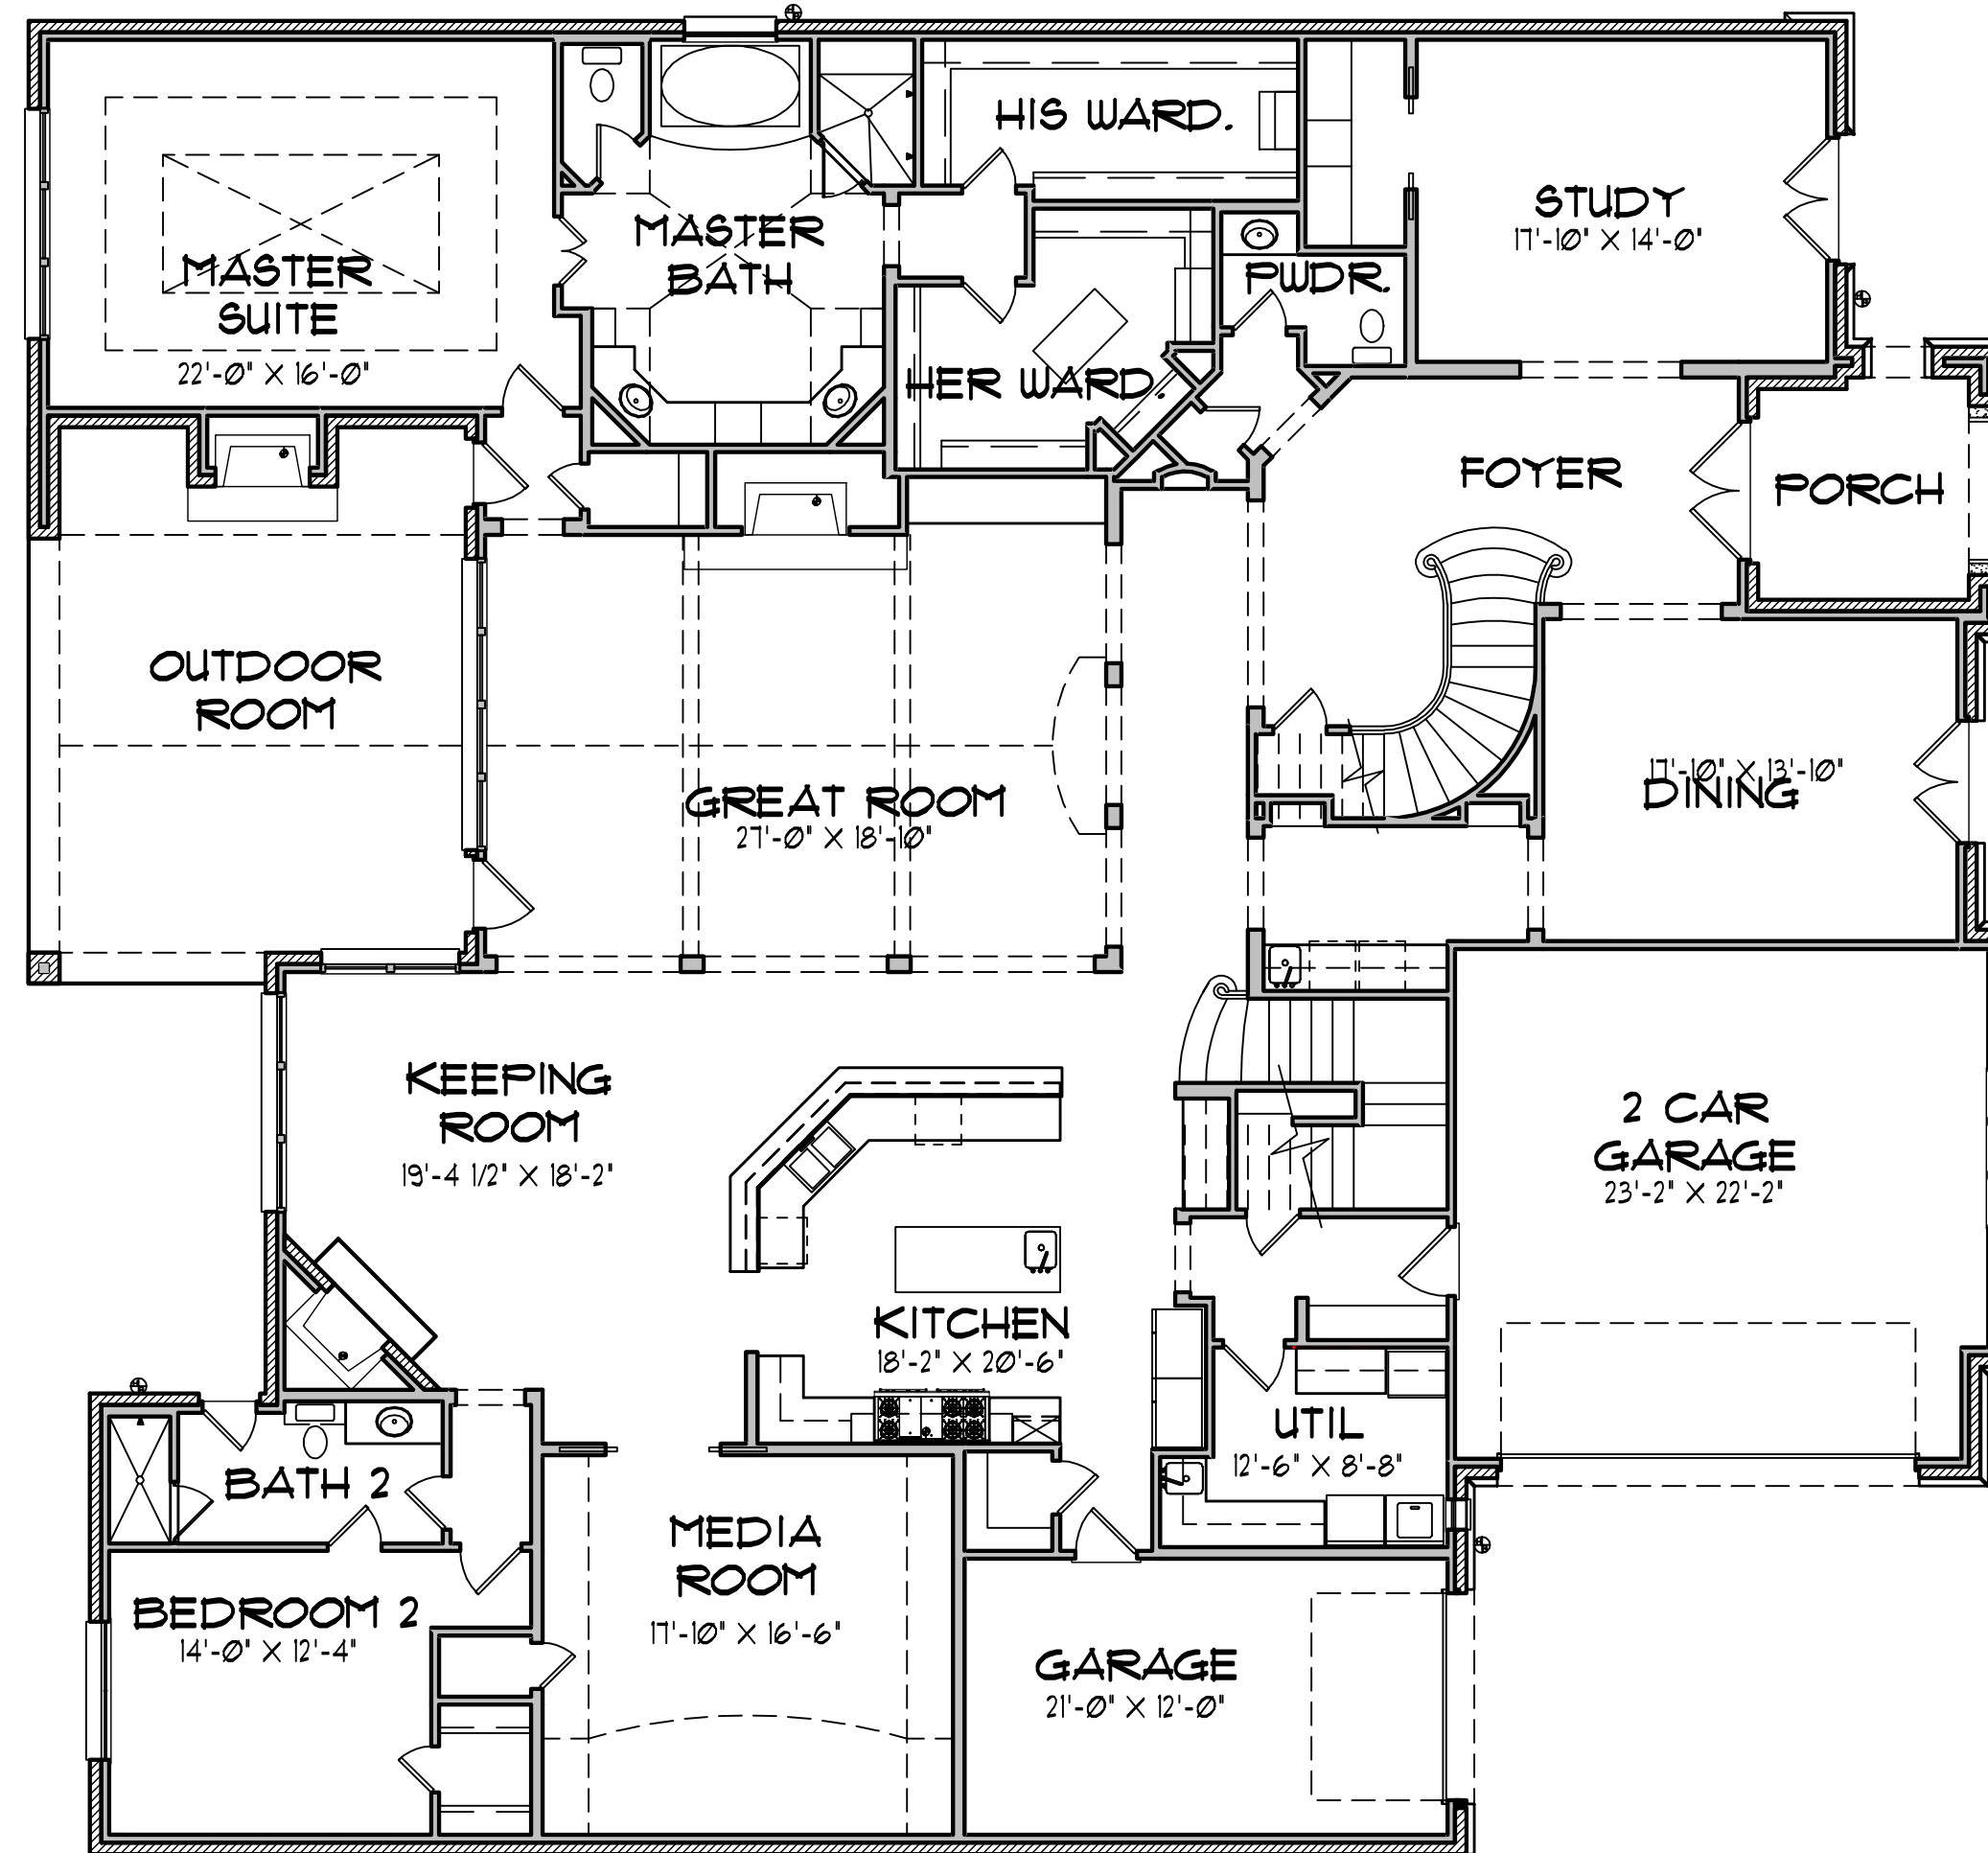 HIS WARD.
STUDY
17'-10" X 14'-0"
MASTER
BATH
MASTER
SUITE
22'-0" X 16'-0"
PWDR.
HER WARD.
FOYER
PORCH
OUTDOOR
ROOM
GREAT ROOM
27'-0" X 18'-10"
17'-10" X 13'-10"
DINING
KEEPING
ROOM
19'-4 1/2" X 18'-2"
2 CAR
GARAGE
23'-2" X 22'-2"
KITCHEN
18'-2" X 20'-6"
UTIL
12'-6" X 8'-8"
BATH 2
MEDIA
ROOM
17'-10" X 16'-6"
BEDROOM 2
14'-0" X 12'-4"
GARAGE
21'-0" X 12'-0"